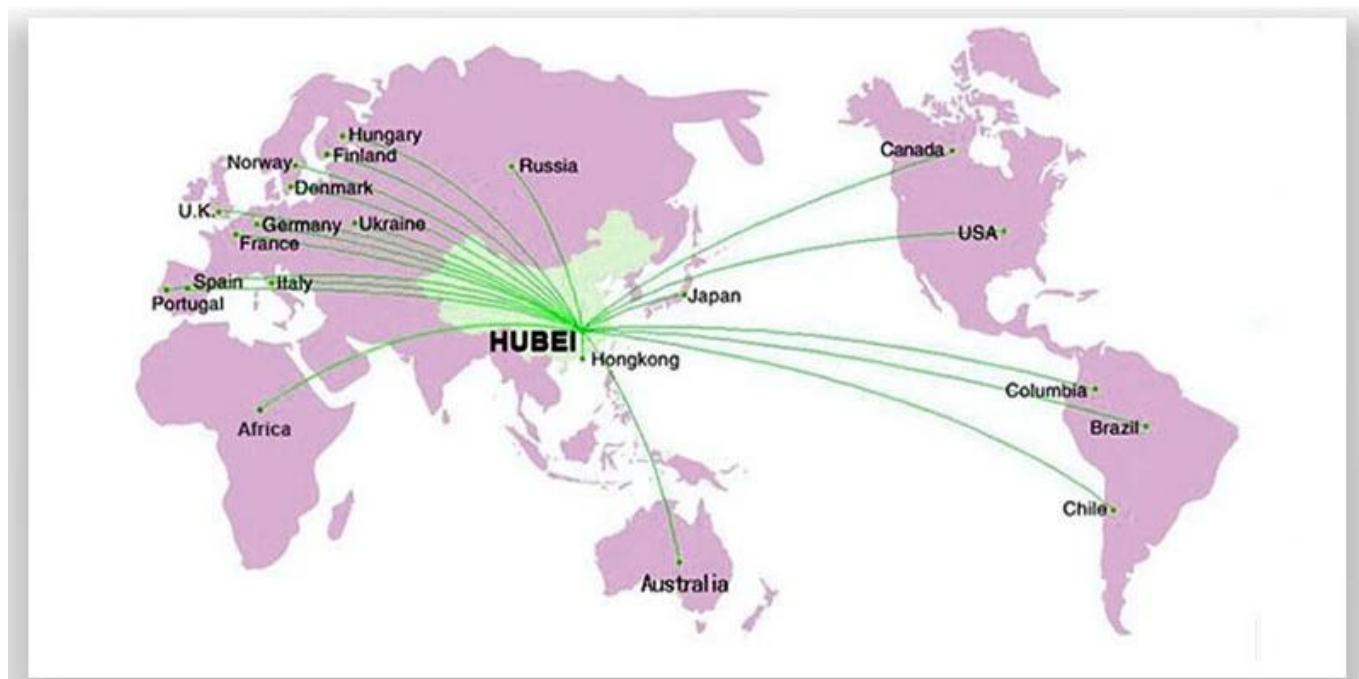 Hungary
Finland
Norway
Russia
Canada
Denmark
U.K.
Germany
Ukraine
France
USA
Spain
Italy
Portugal
Japan
HUBEI
Hongkong
Columbia
Africa
Brazil
Chile
Australia